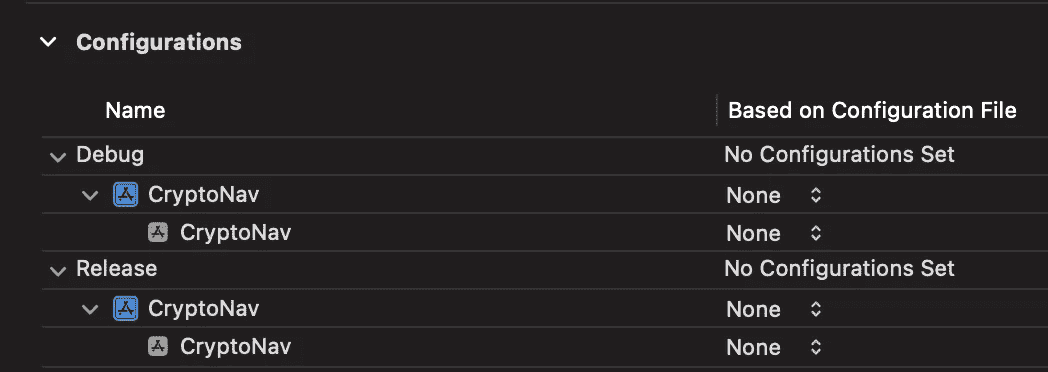 Configurations
Name Based on Configuration File
Debug No Configurations Set
CryptoNav None
CryptoNav None
Release No Configurations Set
CryptoNav None
CryptoNav None